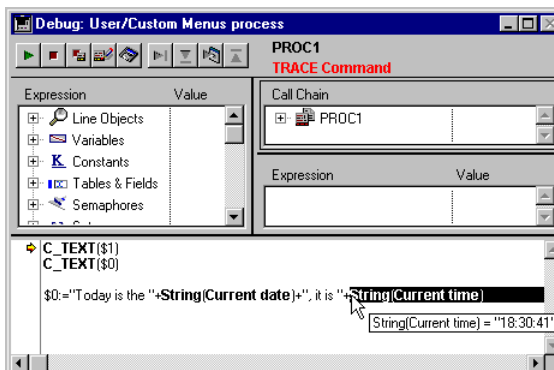 Debug: User/Custom Menus process
PROC1
TRACE Command
Expression Value
Line Objects
Variables
Constants
Tables & Fields
Semaphores
Call Chain
PROC1
Expression Value
C_TEXT($1)
C_TEXT($0)
$0:="Today is the "+String(Current date)+", it is "+String(Current time)
String(Current time) = "18:30:41"